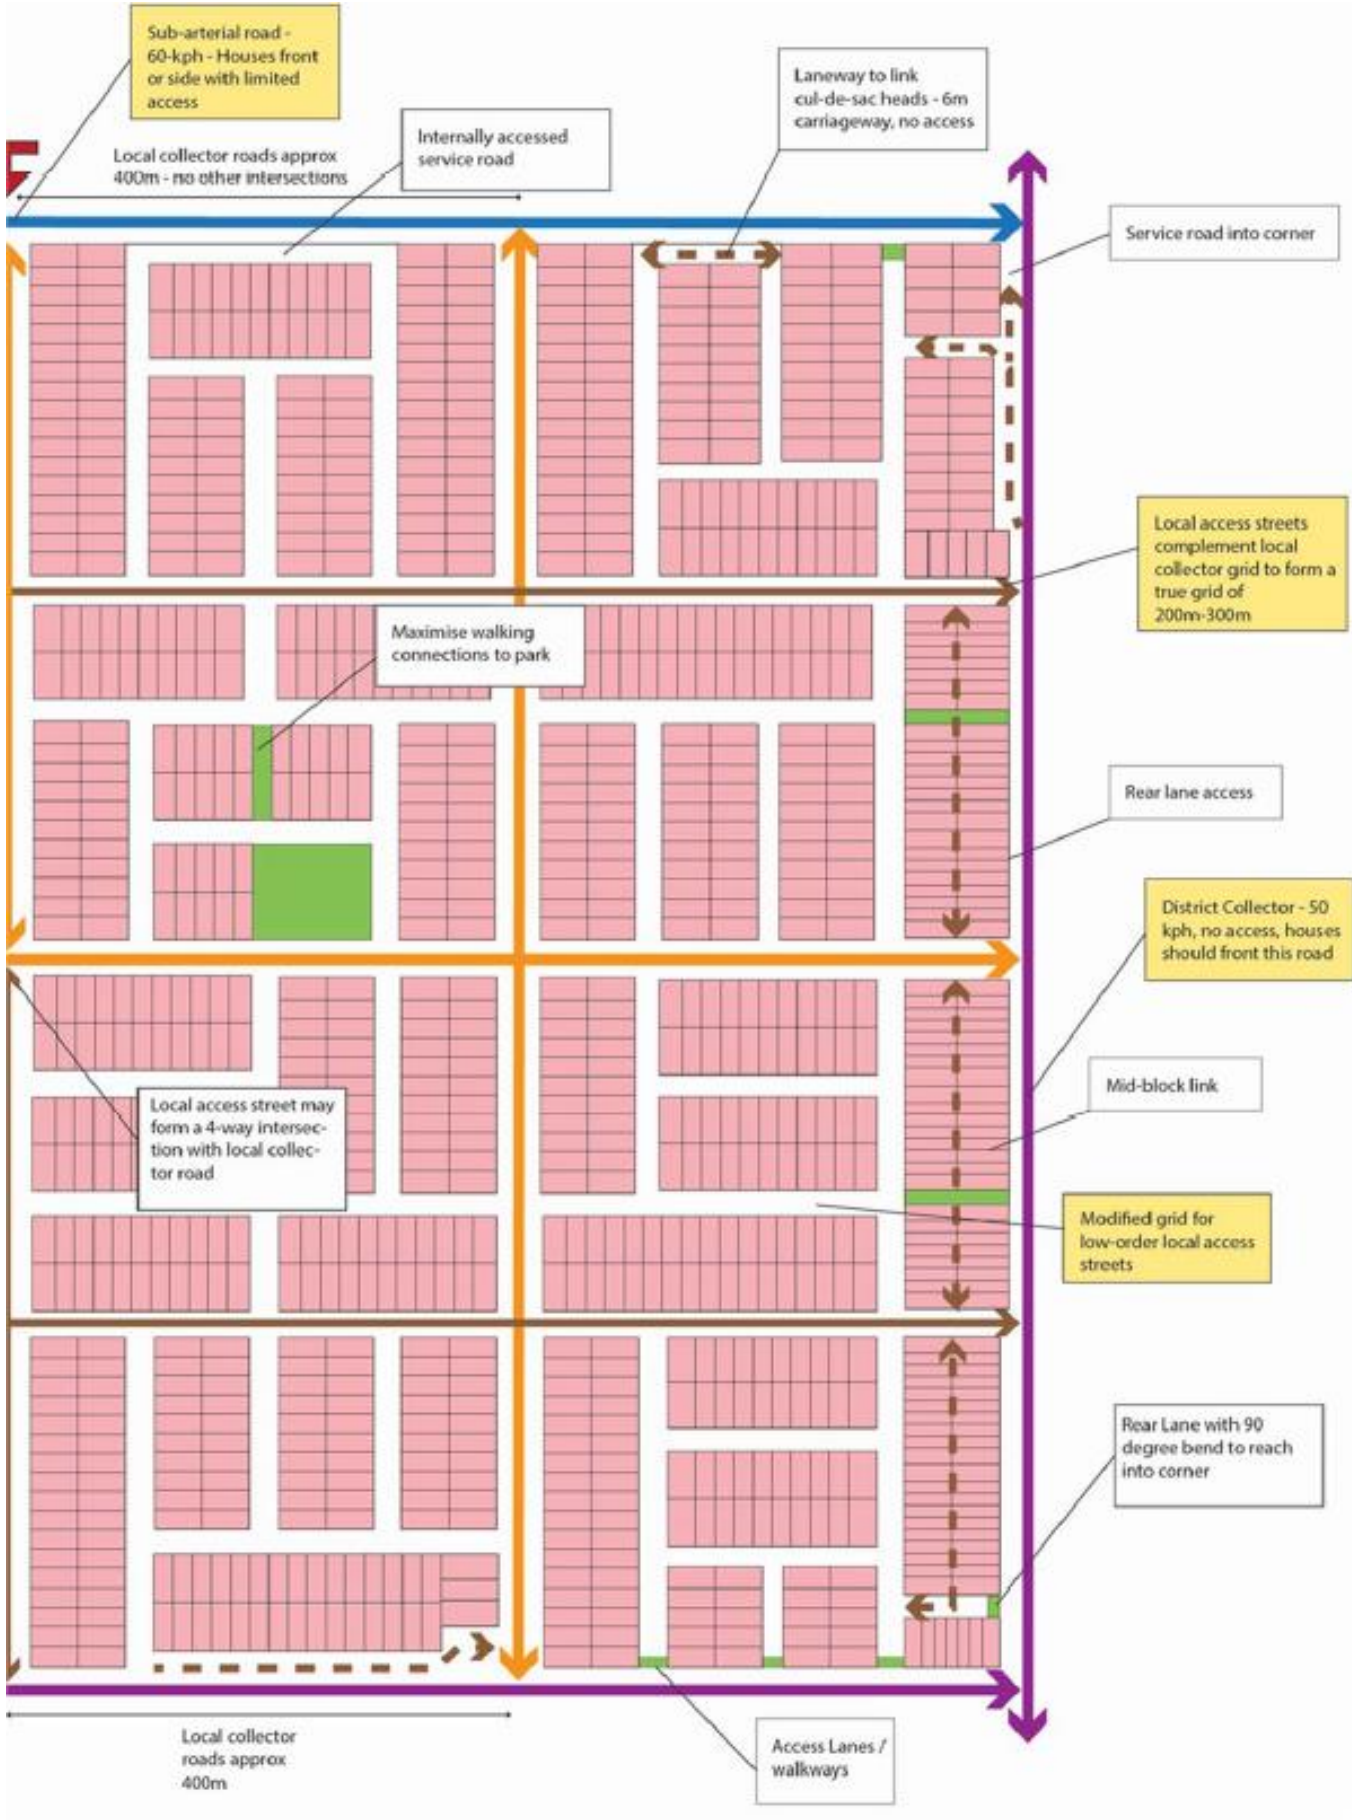 Sub-arterial road -
60-kph - Houses front
or side with limited
access
Laneway to link
cul-de-sac heads - 6m
carriageway, no access
Internally accessed
service road
Local collector roads approx
400m - no other intersections
Service road into corner
Local access streets
complement local
collector grid to form a
true grid of
200m-300m
Maximise walking
connections to park
Rear lane access
District Collector - 50
kph, no access, houses
should front this road
Mid-block link
Local access street may
form a 4-way intersec-
tion with local collec-
tor road
Modified grid for
low-order local access
streets
Rear Lane with 90
degree bend to reach
into corner
Local collector
roads approx
400m
Access Lanes /
walkways